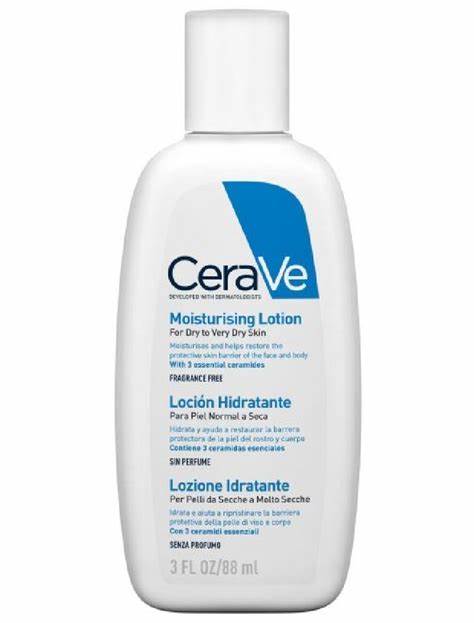 CeraVe
DEVELOPED WITH DERMATOLOGISTS
Moisturising Lotion
For Dry to Very Dry Skin
Moisturises and helps restore the
protective skin barrier of the face and body
With 3 essential ceramides
FRAGRANCE FREE
Loción Hidratante
Para Piel Normal a Seca
Hidrata y ayuda a restaurar la barrera
protectora de la piel del rostro y cuerpo
Contiene 3 ceramidas esenciales
SIN PERFUME
Lozione Idratante
Per Pelli da Secche a Molto Secche
Idrata e aiuta a ripristinare la barriera
protettiva della pelle di viso e corpo
Con 3 ceramidi essenziali
SENZA PROFUMO
3 FL OZ/88 ml